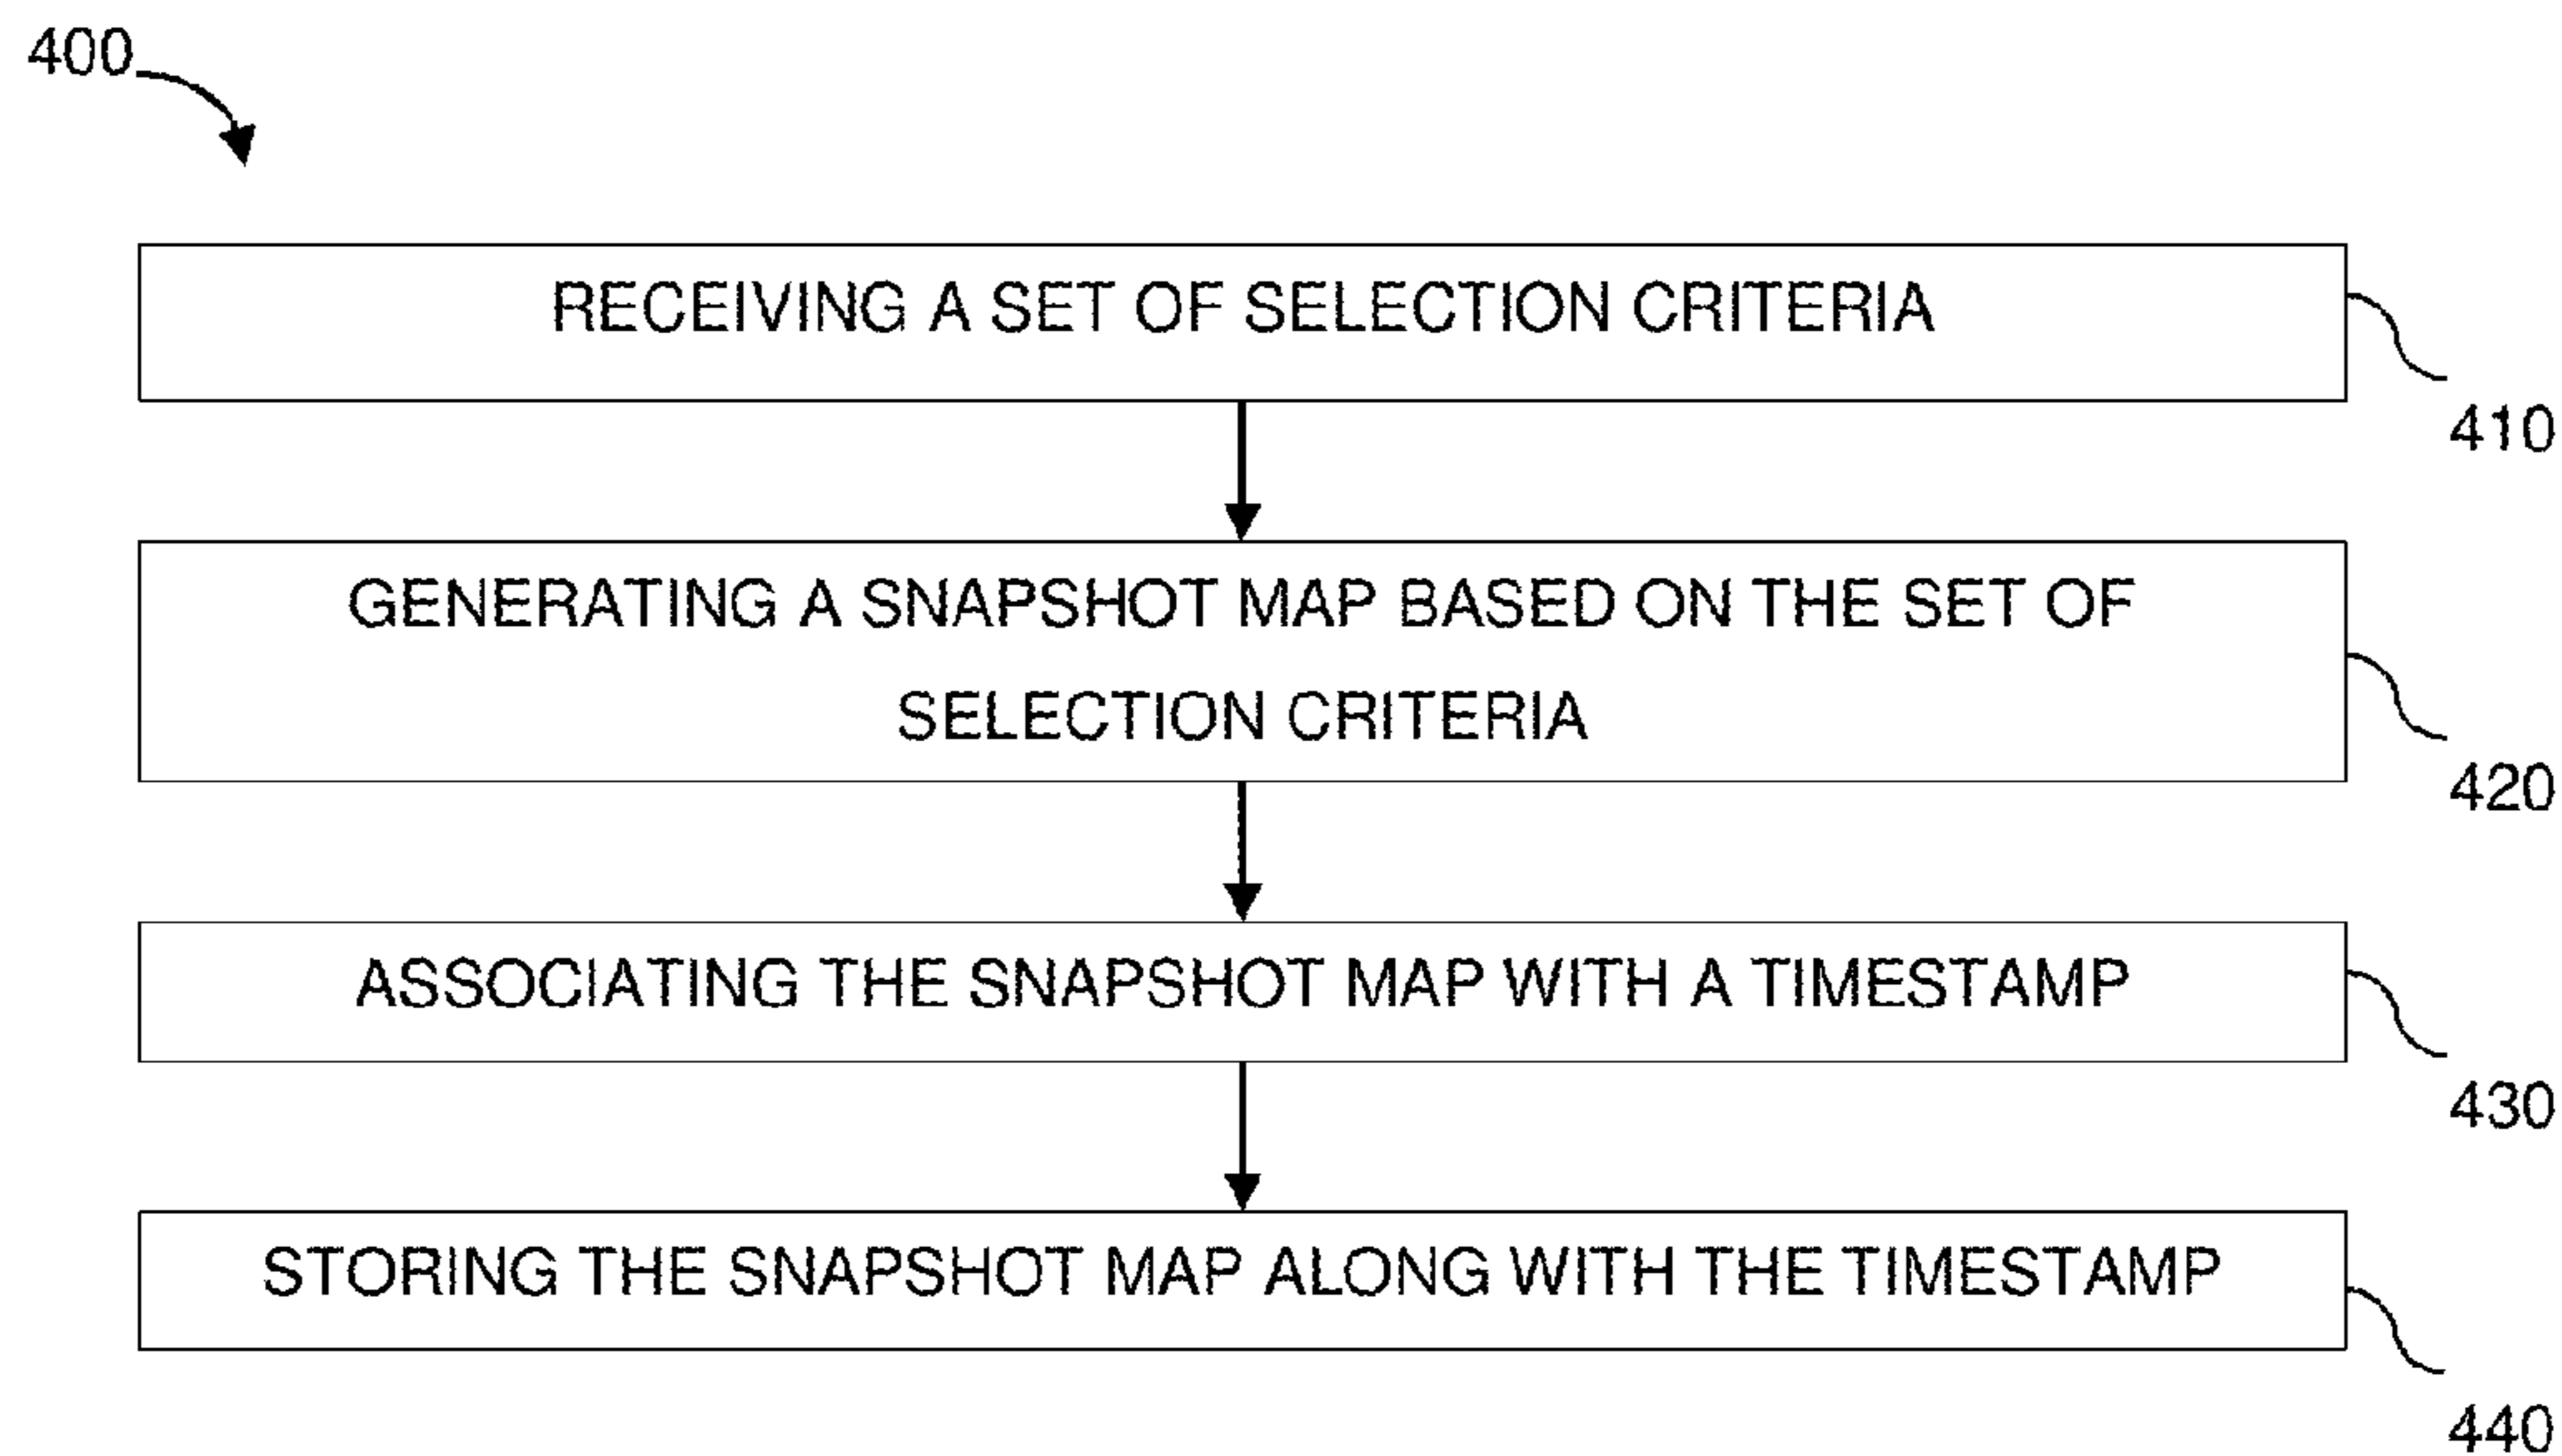 400
RECEIVING A SET OF SELECTION CRITERIA
410
GENERATING A SNAPSHOT MAP BASED ON THE SET OF
SELECTION CRITERIA
420
ASSOCIATING THE SNAPSHOT MAP WITH A TIMESTAMP
430
STORING THE SNAPSHOT MAP ALONG WITH THE TIMESTAMP
440